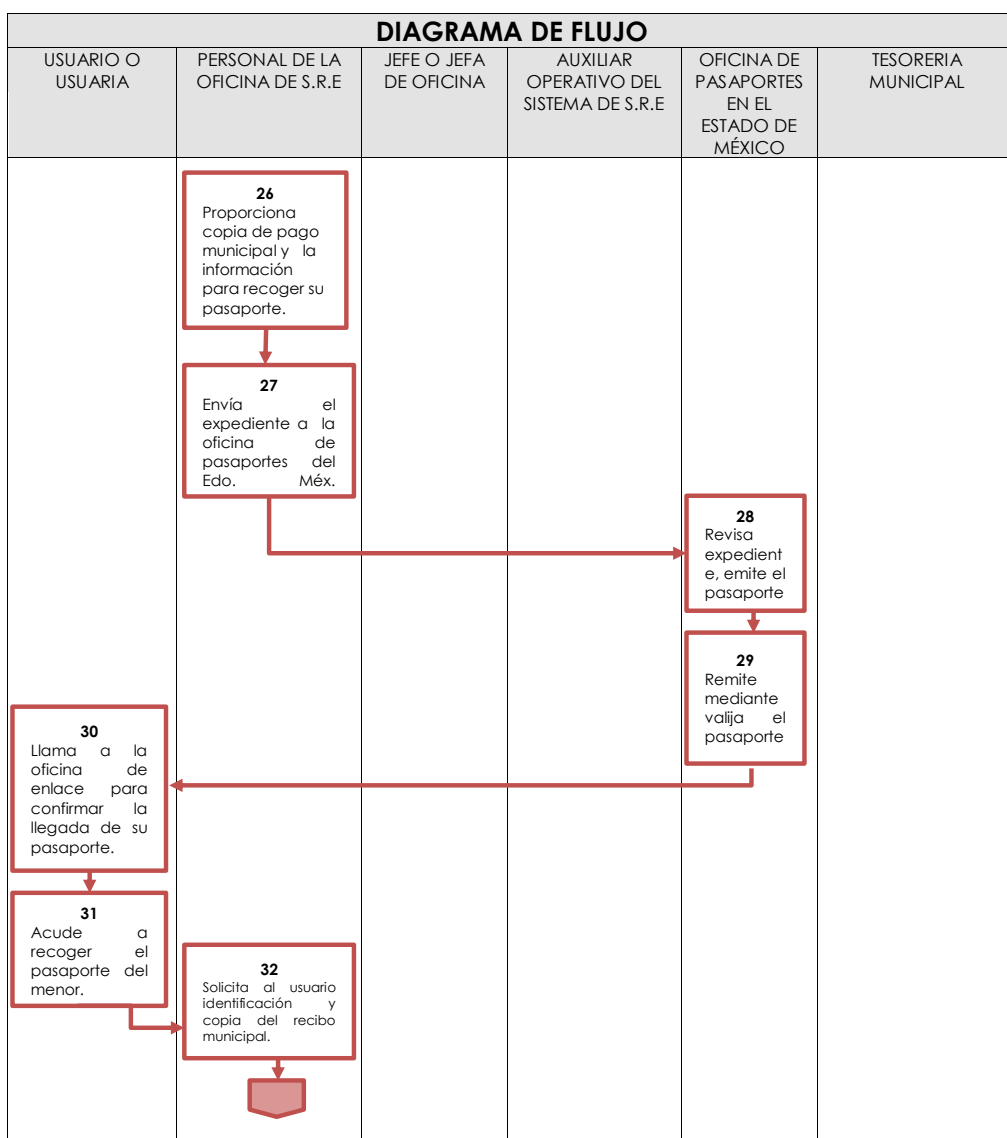 DIAGRAMA DE FLUJO
USUARIO O
USUARIA
PERSONAL DE LA
OFICINA DE S.R.E
JEFE O JEFA
DE OFICINA
AUXILIAR
OPERATIVO DEL
SISTEMA DE S.R.E
OFICINA DE
PASAPORTES
EN EL
ESTADO DE
MÉXICO
TESORERIA
MUNICIPAL
26
Proporciona
copia de pago
municipal y la
información
para recoger su
pasaporte.
27
Envía el
expediente a la
oficina de
pasaportes del
Edo. Méx.
28
Revisa
expedient
e, emite el
pasaporte
29
Remite
mediante
valija el
pasaporte
30
Llama a la
oficina de
enlace para
confirmar la
llegada de su
pasaporte.
31
Acude a
recoger el
pasaporte del
menor.
32
Solicita al usuario
identificación y
copia del recibo
municipal.